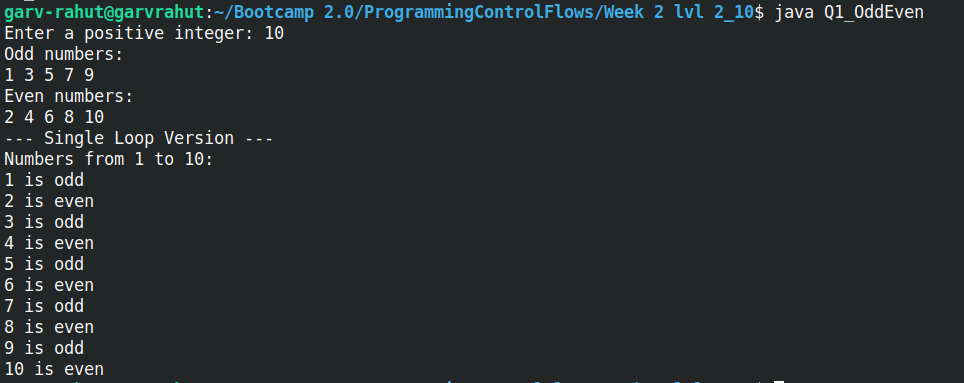 garv-rahut@garvrahut:~/Bootcamp 2.0/ProgrammingControlFlows/Week 2 lvl 2_10$ java Q1_OddEven
Enter a positive integer: 10
Odd numbers:
1 3 5 7 9
Even numbers:
2 4 6 8 10
--- Single Loop Version ---
Numbers from 1 to 10:
1 is odd
2 is even
3 is odd
4 is even
5 is odd
6 is even
7 is odd
8 is even
9 is odd
10 is even